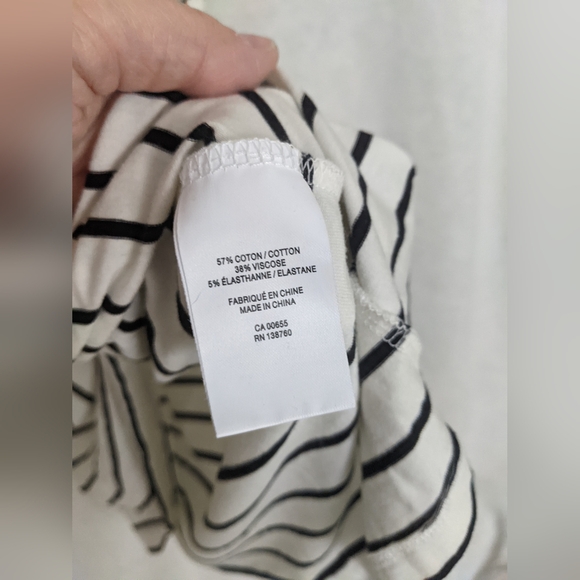 57% COTON / COTTON
38% VISCOSE
5% ÉLASTHANNE / ELASTANE
FABRIQUÉ EN CHINE
MADE IN CHINA
CA 00655
RN 138760